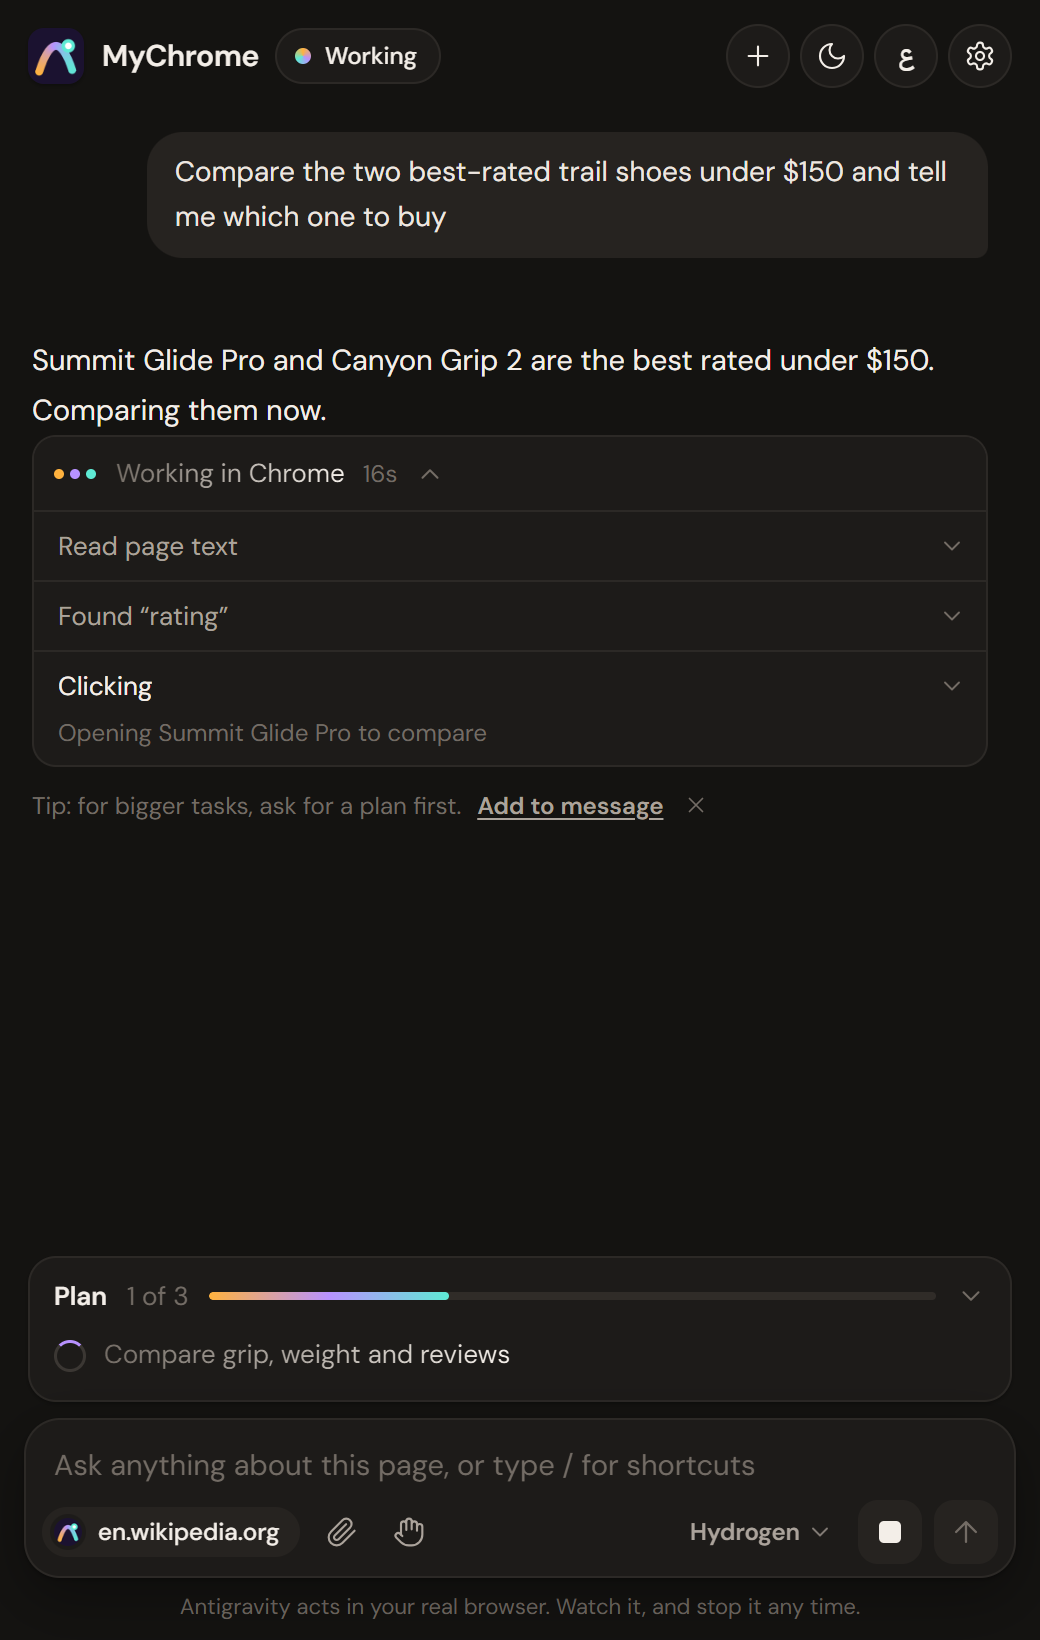 MyChrome
Working
ع
Compare the two best-rated trail shoes under $150 and tell
me which one to buy
Summit Glide Pro and Canyon Grip 2 are the best rated under $150.
Comparing them now.
Working in Chrome 16s
Read page text
Found “rating”
Clicking
Opening Summit Glide Pro to compare
Tip: for bigger tasks, ask for a plan first. Add to message
Plan 1 of 3
Compare grip, weight and reviews
Ask anything about this page, or type / for shortcuts
en.wikipedia.org
Hydrogen
Antigravity acts in your real browser. Watch it, and stop it any time.